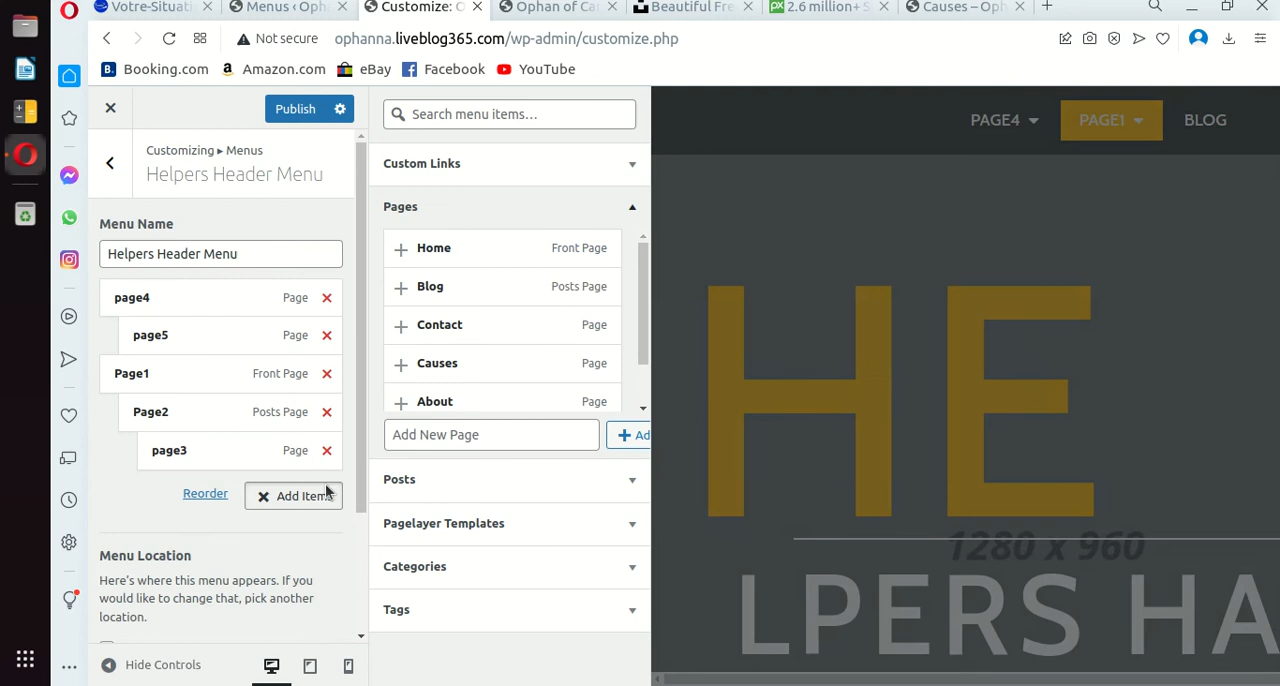 Votre-Situati
Menus ‹ Oph
Customize: O
Ophan of Ca
Beautiful Fre
2.6 million+ S
Causes – Oph
Not secure
ophanna.liveblog365.com/wp-admin/customize.php
B. Booking.com
a Amazon.com
eBay
Facebook
YouTube
Publish
Search menu items…
PAGE4
PAGE1
BLOG
Customizing ▸ Menus
Helpers Header Menu
Custom Links
Pages
Menu Name
Helpers Header Menu
Home Front Page
Blog Posts Page
Contact Page
Causes Page
About Page
page4 Page
page5 Page
Page1 Front Page
Page2 Posts Page
page3 Page
Add New Page
+ Ad
Reorder
Add Items
Posts
Pagelayer Templates
Categories
Tags
Menu Location
Here's where this menu appears. If you
would like to change that, pick another
location.
Hide Controls
HE
1280 x 960
LPERS HA